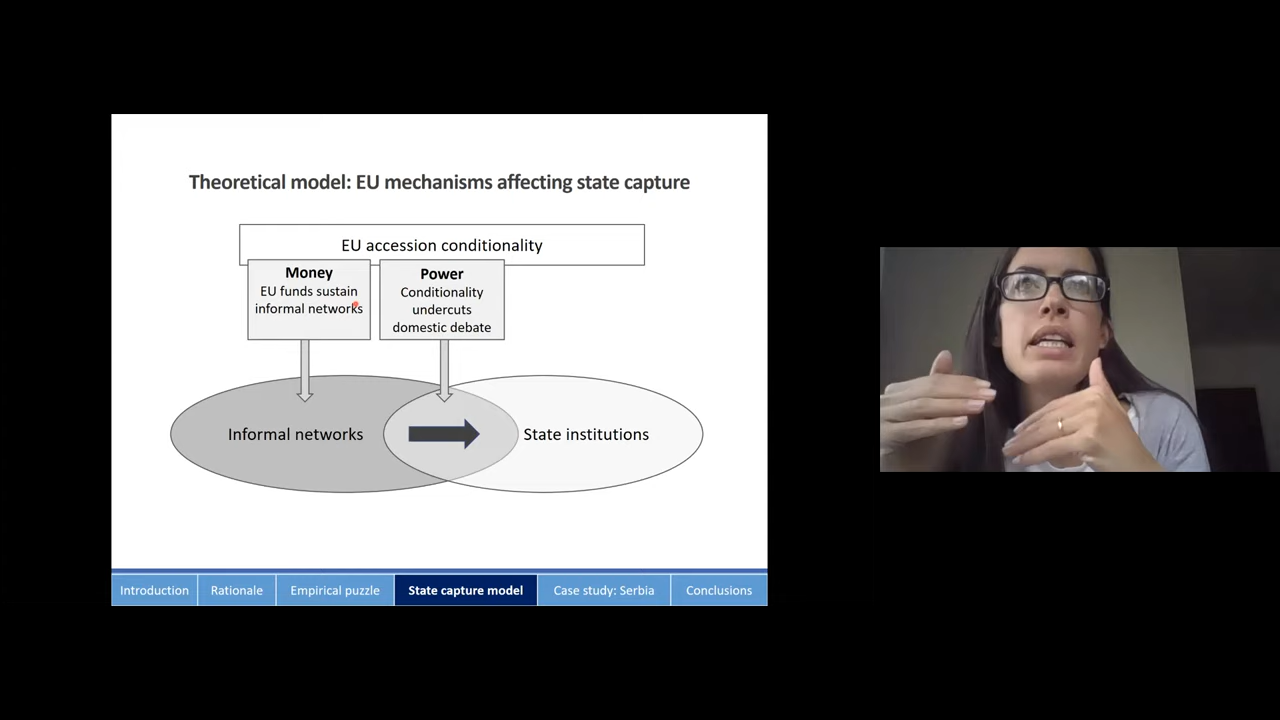 Theoretical model: EU mechanisms affecting state capture
EU accession conditionality
Money
EU funds sustain
informal networks
Power
Conditionality
undercuts
domestic debate
Informal networks
State institutions
Introduction
Rationale
Empirical puzzle
State capture model
Case study: Serbia
Conclusions